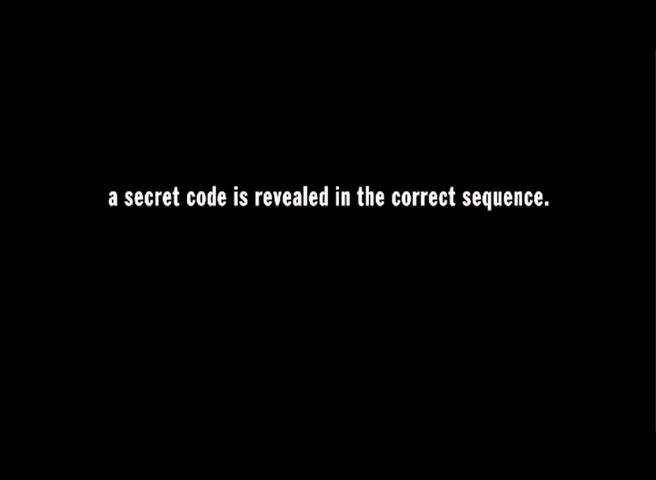 a secret code is revealed in the correct sequence.